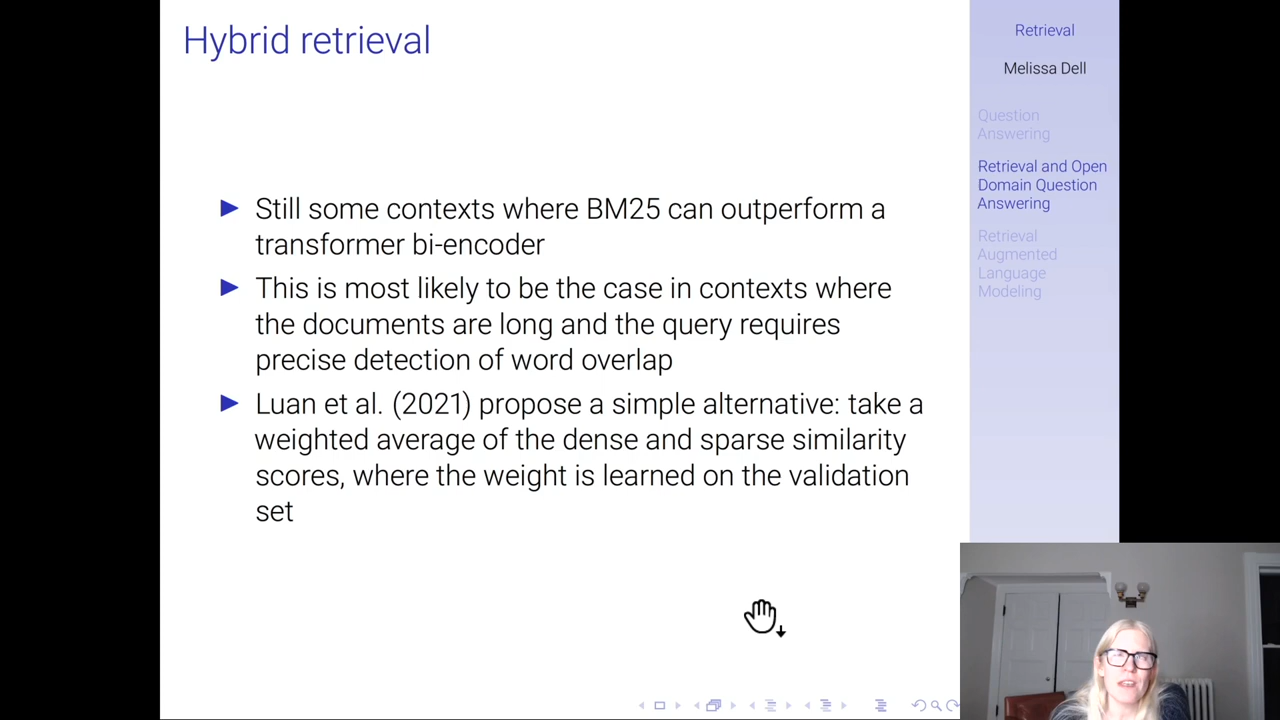 Hybrid retrieval
Still some contexts where BM25 can outperform a
transformer bi-encoder
This is most likely to be the case in contexts where
the documents are long and the query requires
precise detection of word overlap
Luan et al. (2021) propose a simple alternative: take a
weighted average of the dense and sparse similarity
scores, where the weight is learned on the validation
set
Retrieval
Melissa Dell
Question
Answering
Retrieval and Open
Domain Question
Answering
Retrieval
Augmented
Language
Modeling